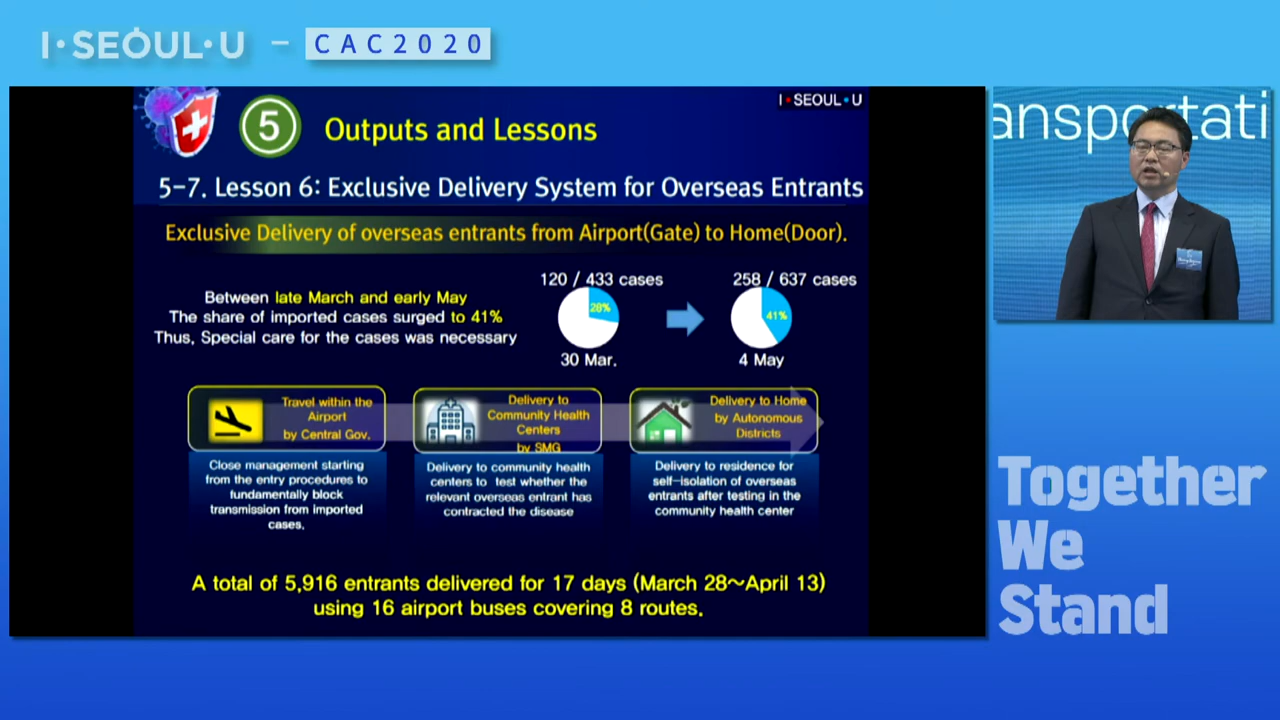 I·SEOUL·U – CAC2020
ansportati
I·SEOUL·U
5 Outputs and Lessons
5-7. Lesson 6: Exclusive Delivery System for Overseas Entrants
Exclusive Delivery of overseas entrants from Airport(Gate) to Home(Door).
Between late March and early May
The share of imported cases surged to 41%
Thus, Special care for the cases was necessary
120 / 433 cases
28%
30 Mar.
258 / 637 cases
41%
4 May
Travel within the
Airport
by Central Gov.
Close management starting
from the entry procedures to
fundamentally block
transmission from imported
cases.
Delivery to
Community Health
Centers
by SMG
Delivery to community health
centers to test whether the
relevant overseas entrant has
contracted the disease
Delivery to Home
by Autonomous
Districts
Delivery to residence for
self-isolation of overseas
entrants after testing in the
community health center
A total of 5,916 entrants delivered for 17 days (March 28~April 13)
using 16 airport buses covering 8 routes.
Together
We
Stand